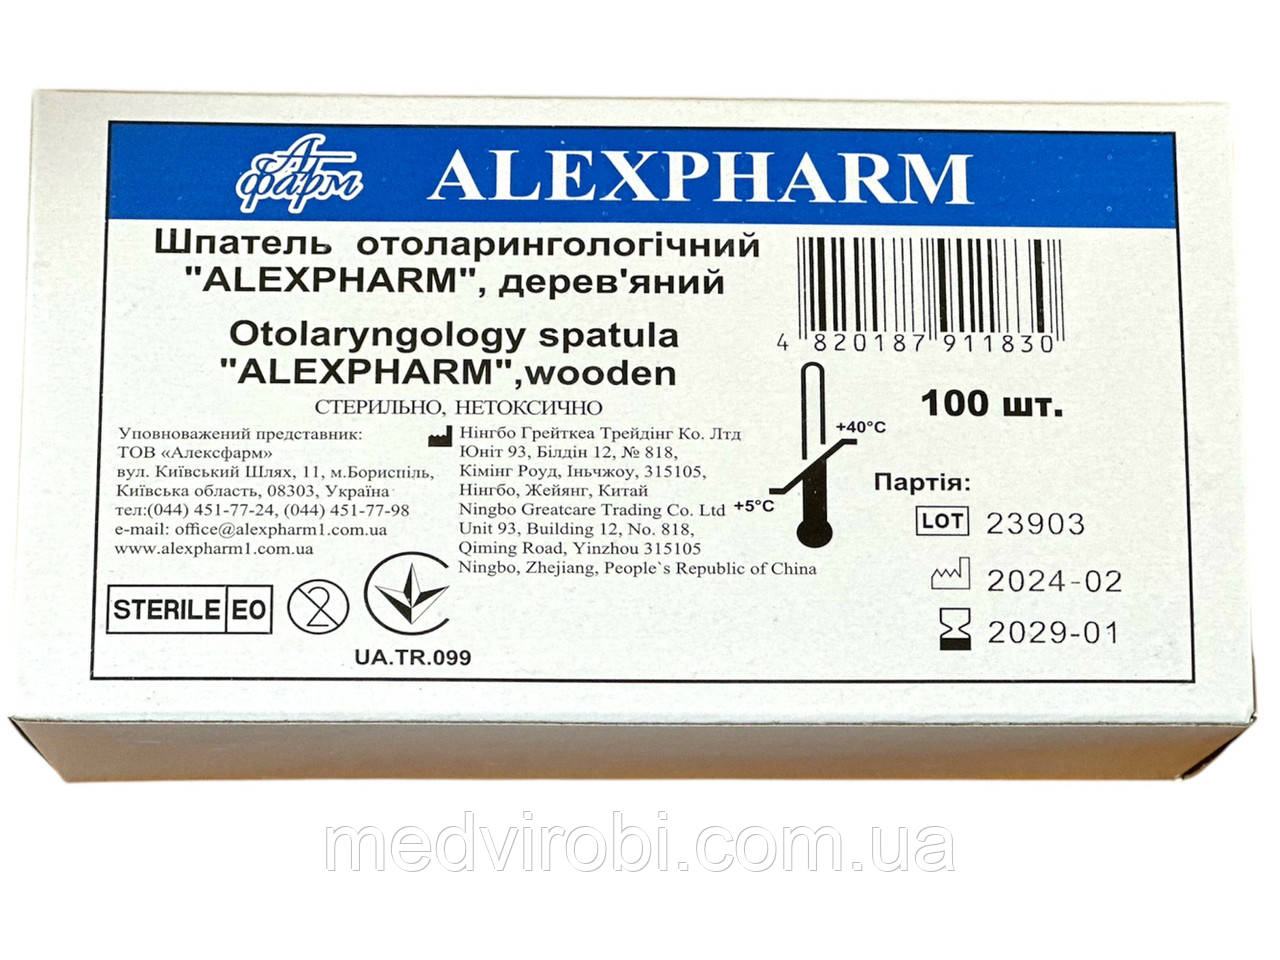 АГ
фарм
ALEXPHARM
Шпатель отоларингологічний
"ALEXPHARM", дерев'яний
Otolaryngology spatula
"ALEXPHARM",wooden
СТЕРИЛЬНО, НЕТОКСИЧНО
4 820187 911830
100 шт.
Уповноважений представник:
ТОВ «Алексфарм»
вул. Київський Шлях, 11, м.Бориспіль,
Київська область, 08303, Україна
тел:(044) 451-77-24, (044) 451-77-98
e-mail: office@alexpharm1.com.ua
www.alexpharm1.com.ua
Нінгбо Грейткеа Трейдінг Ко. Лтд
Юніт 93, Білдін 12, № 818,
Кімінг Роуд, Іньчжоу, 315105,
Нінгбо, Жейянг, Китай
Ningbo Greatcare Trading Co. Ltd
Unit 93, Building 12, No. 818,
Qiming Road, Yinzhou 315105
Ningbo, Zhejiang, People`s Republic of China
+40°C
+5°C
Партія:
LOT 23903
2024-02
2029-01
STERILE EO
2
UA.TR.099
medvirobi.com.ua